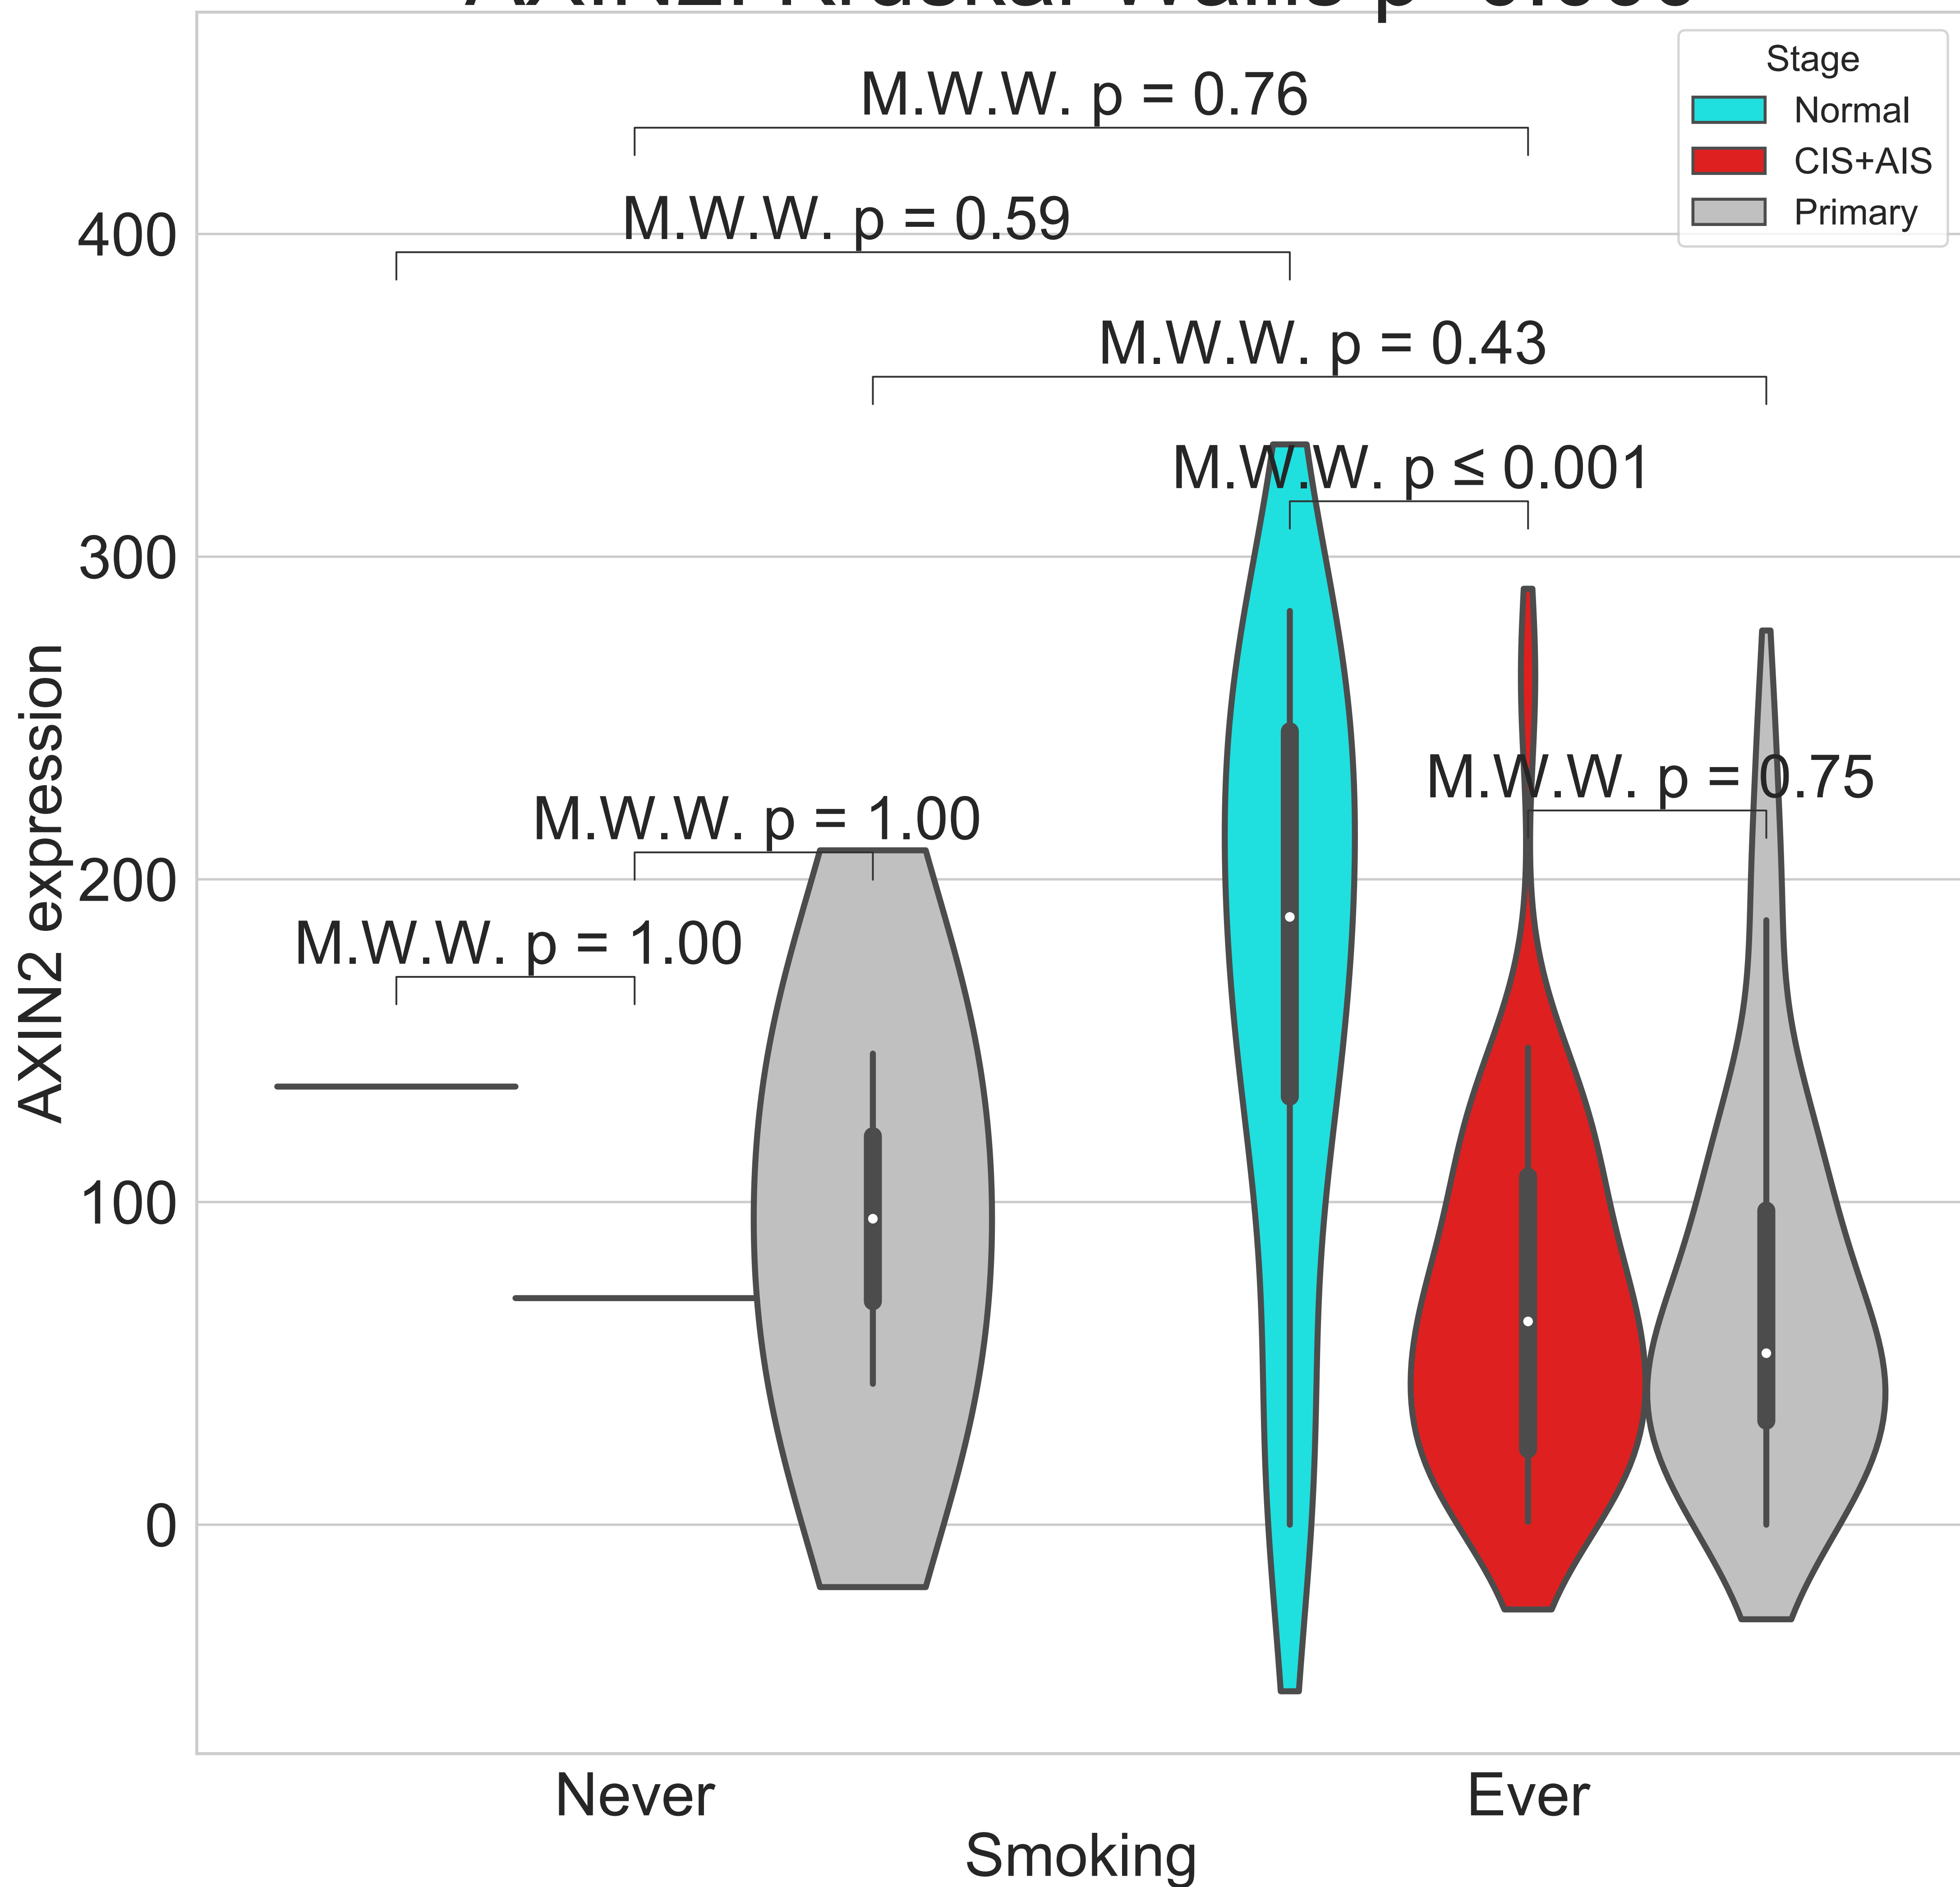 Stage
Normal
CIS+AIS
Primary
M.W.W. p = 0.76
M.W.W. p = 0.59
M.W.W. p = 0.43
M.W.W. p ≤ 0.001
M.W.W. p = 0.75
M.W.W. p = 1.00
M.W.W. p = 1.00
400
300
200
100
0
AXIN2 expression
Never
Ever
Smoking